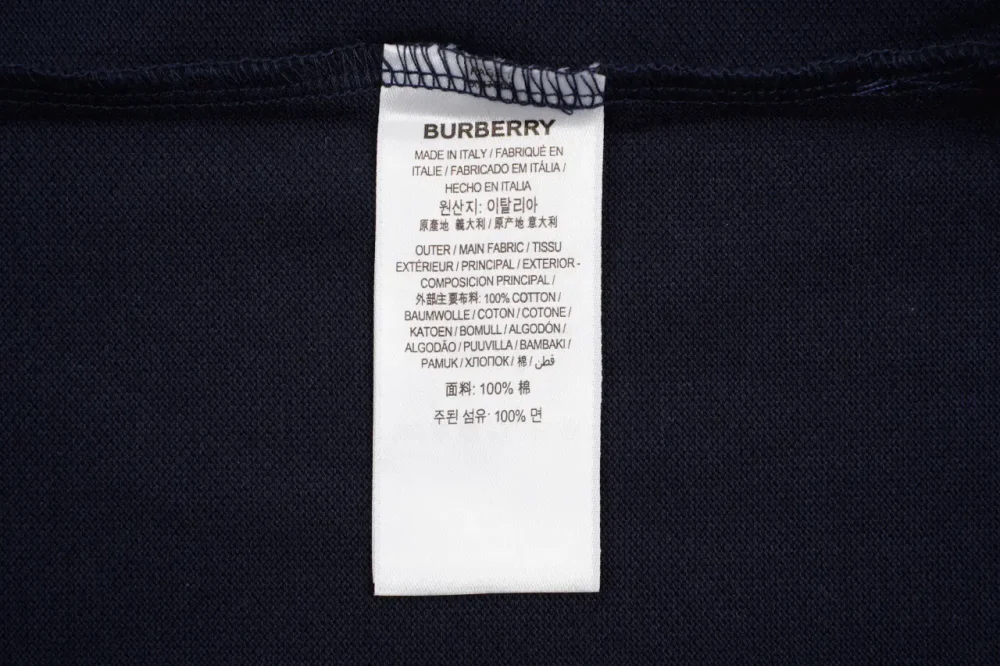 BURBERRY
MADE IN ITALY / FABRIQUÉ EN
ITALIE / FABRICADO EM ITÁLIA /
HECHO EN ITALIA
원산지: 이탈리아
原產地 義大利 / 原产地 意大利
OUTER / MAIN FABRIC / TISSU
EXTÉRIEUR / PRINCIPAL / EXTERIOR -
COMPOSICION PRINCIPAL /
外部主要布料: 100% COTTON /
BAUMWOLLE / COTON / COTONE /
KATOEN / BOMULL / ALGODÓN /
ALGODÃO / PUUVILLA / BAMBAKI /
PAMUK / ХЛОПОК / 棉 / قطن
面料: 100% 棉
주된 섬유: 100% 면